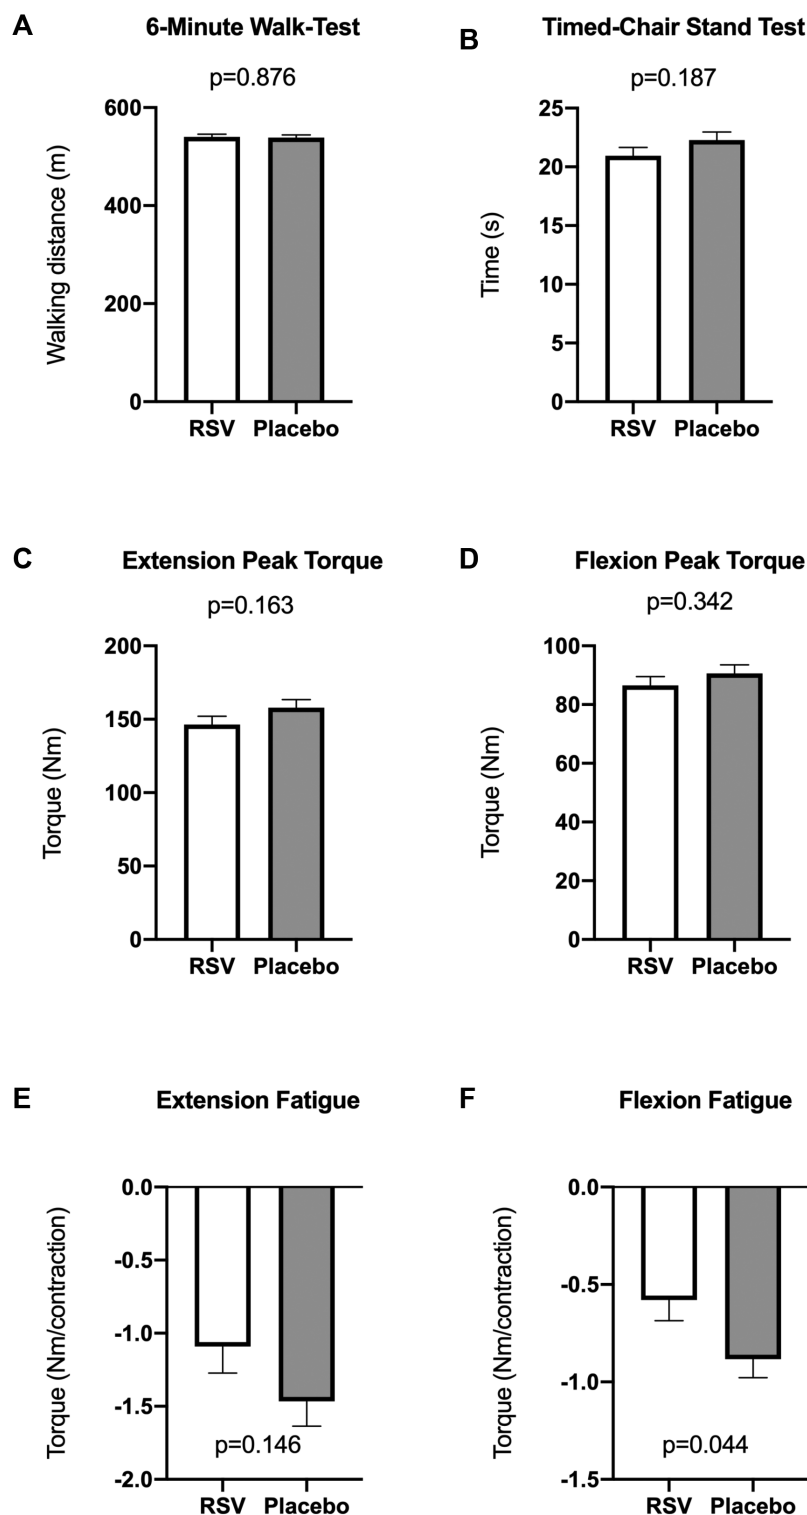 A
6-Minute Walk-Test
p=0.876
Walking distance (m)
600
400
200
0
RSV Placebo
B
Timed-Chair Stand Test
p=0.187
Time (s)
25
20
15
10
5
0
RSV Placebo
C
Extension Peak Torque
p=0.163
Torque (Nm)
200
150
100
50
0
RSV Placebo
D
Flexion Peak Torque
p=0.342
Torque (Nm)
100
80
60
40
20
0
RSV Placebo
E
Extension Fatigue
Torque (Nm/contraction)
0.0
-0.5
-1.0
-1.5
-2.0
p=0.146
RSV Placebo
F
Flexion Fatigue
Torque (Nm/contraction)
0.0
-0.5
-1.0
-1.5
p=0.044
RSV Placebo